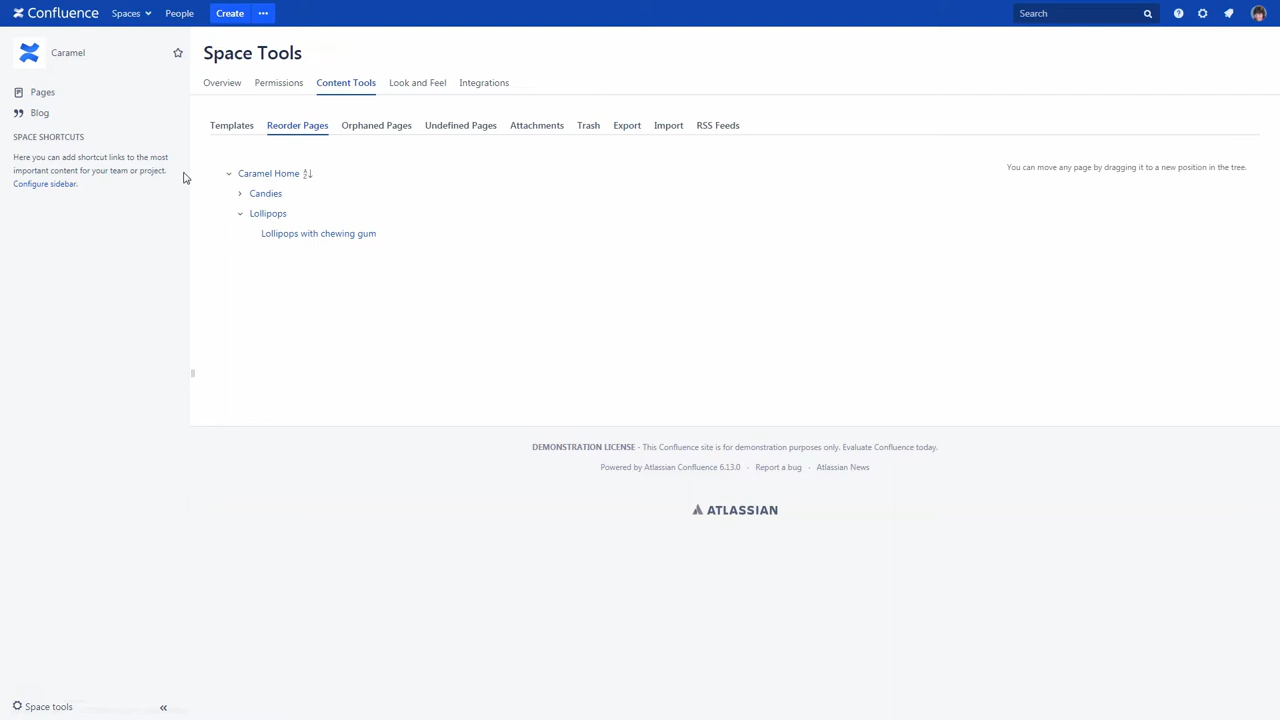 Confluence Spaces People Create ••• Search
Caramel
Pages
Blog
SPACE SHORTCUTS
Here you can add shortcut links to the most
important content for your team or project.
Configure sidebar.
Space tools
Space Tools
Overview Permissions Content Tools Look and Feel Integrations
Templates Reorder Pages Orphaned Pages Undefined Pages Attachments Trash Export Import RSS Feeds
Caramel Home
You can move any page by dragging it to a new position in the tree.
Candies
Lollipops
Lollipops with chewing gum
DEMONSTRATION LICENSE - This Confluence site is for demonstration purposes only. Evaluate Confluence today.
Powered by Atlassian Confluence 6.13.0 · Report a bug · Atlassian News
ATLASSIAN